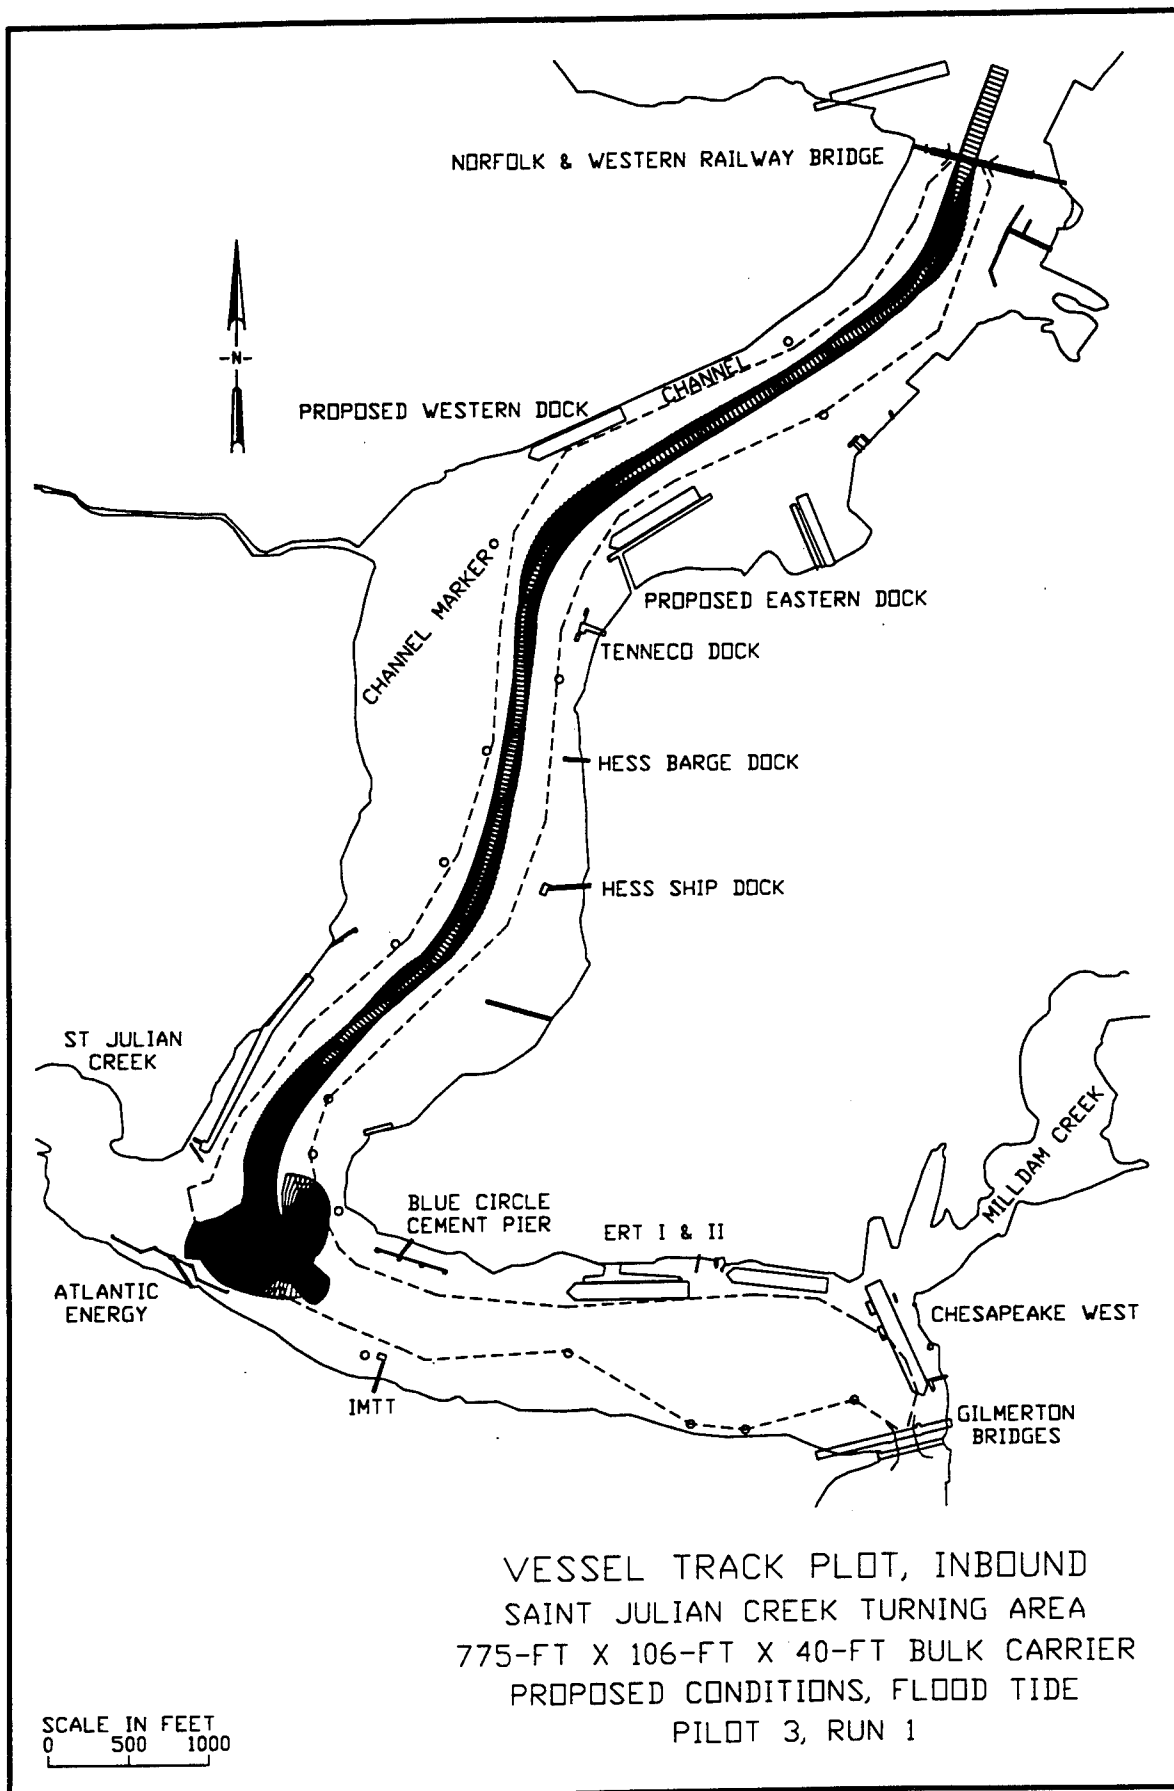 NORFOLK & WESTERN RAILWAY BRIDGE
-N-
CHANNEL
PROPOSED WESTERN DOCK
CHANNEL MARKER
PROPOSED EASTERN DOCK
TENNECO DOCK
HESS BARGE DOCK
HESS SHIP DOCK
ST JULIAN
CREEK
MILLDAM CREEK
BLUE CIRCLE
CEMENT PIER
ERT I & II
ATLANTIC
ENERGY
CHESAPEAKE WEST
IMTT
GILMERTON
BRIDGES
VESSEL TRACK PLOT, INBOUND
SAINT JULIAN CREEK TURNING AREA
775-FT X 106-FT X 40-FT BULK CARRIER
PROPOSED CONDITIONS, FLOOD TIDE
PILOT 3, RUN 1
SCALE IN FEET
0 500 1000